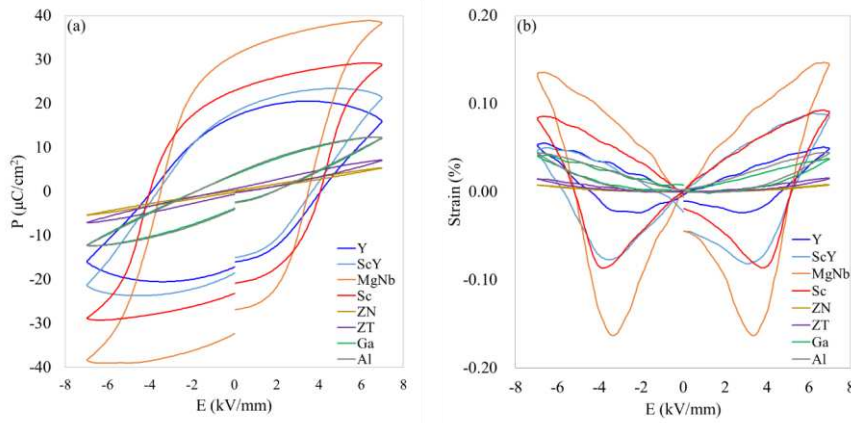 (a)
40
30
20
10
0
-10
-20
-30
-40
P (μC/cm²)
-8 -6 -4 -2 0 2 4 6 8
E (kV/mm)
Y
ScY
MgNb
Sc
ZN
ZT
Ga
Al
(b)
0.20
0.10
0.00
-0.10
-0.20
Strain (%)
-8 -6 -4 -2 0 2 4 6 8
E (kV/mm)
Y
ScY
MgNb
Sc
ZN
ZT
Ga
Al